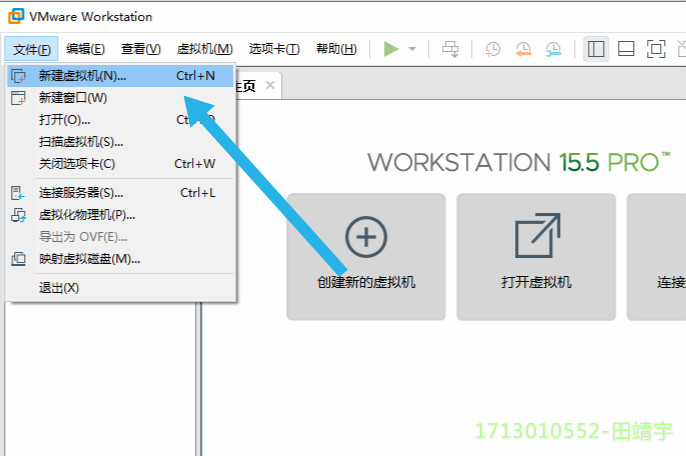 VMware Workstation
文件(F) 编辑(E) 查看(V) 虚拟机(M) 选项卡(T) 帮助(H)
新建虚拟机(N)... Ctrl+N
新建窗口(W)
打开(O)...
扫描虚拟机(S)...
关闭选项卡(C) Ctrl+W
连接服务器(S)... Ctrl+L
虚拟化物理机(P)...
导出为 OVF(E)...
映射虚拟磁盘(M)...
退出(X)
页
WORKSTATION 15.5 PRO™
创建新的虚拟机
打开虚拟机
连接
1713010552-田靖宇